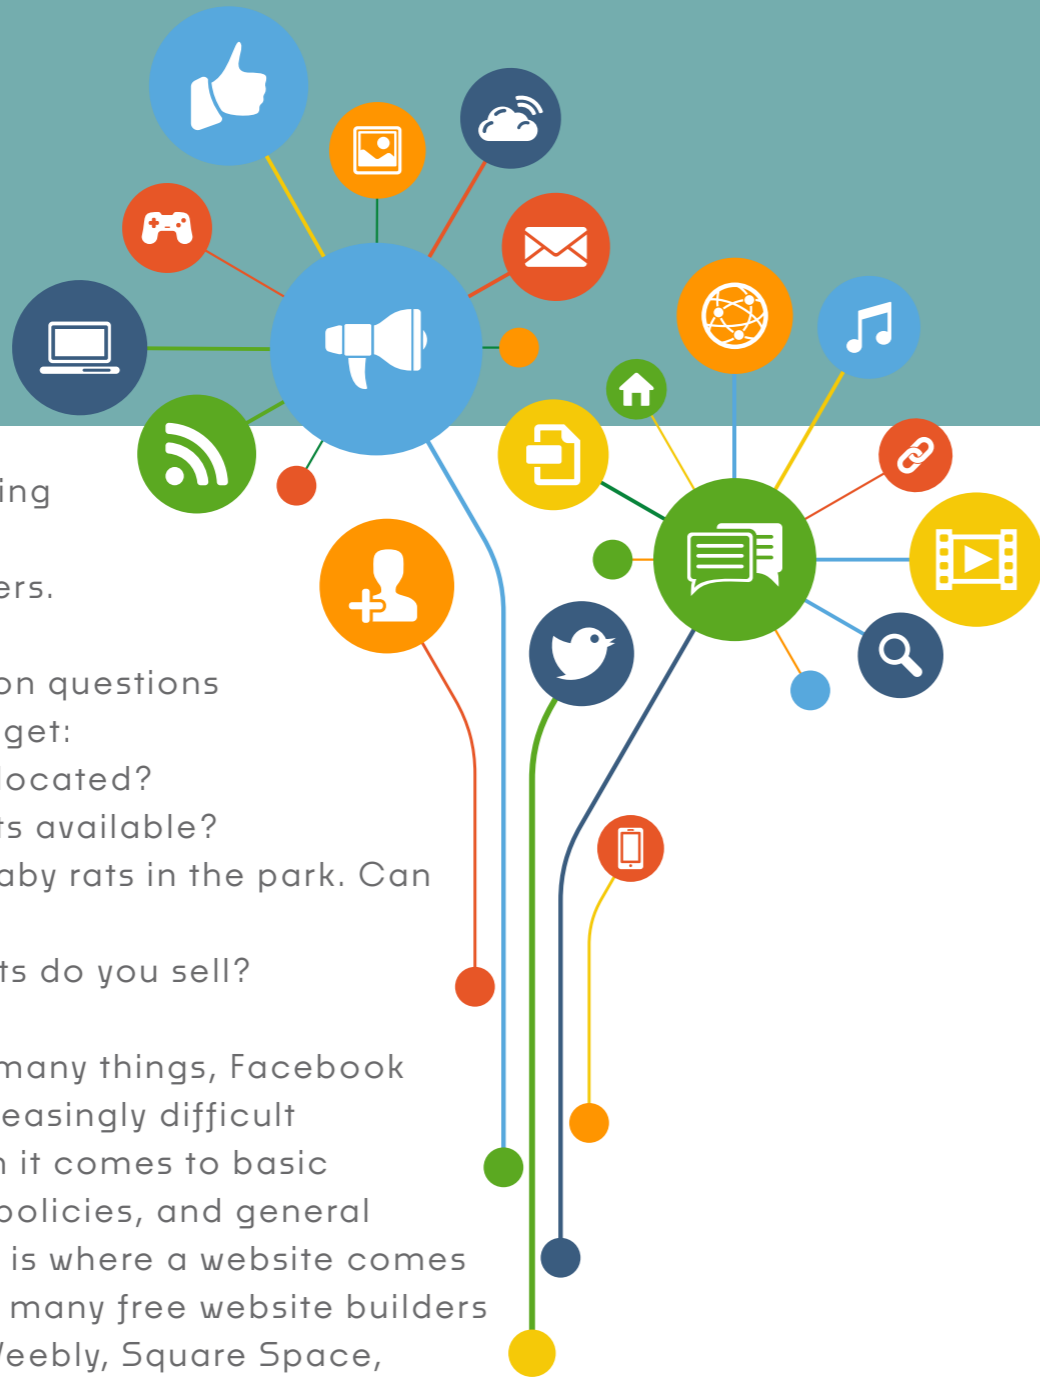 ing
ers.
on questions
get:
located?
ts available?
aby rats in the park. Can
ts do you sell?
many things, Facebook
easingly difficult
n it comes to basic
policies, and general
is where a website comes
many free website builders
Weebly, Square Space,